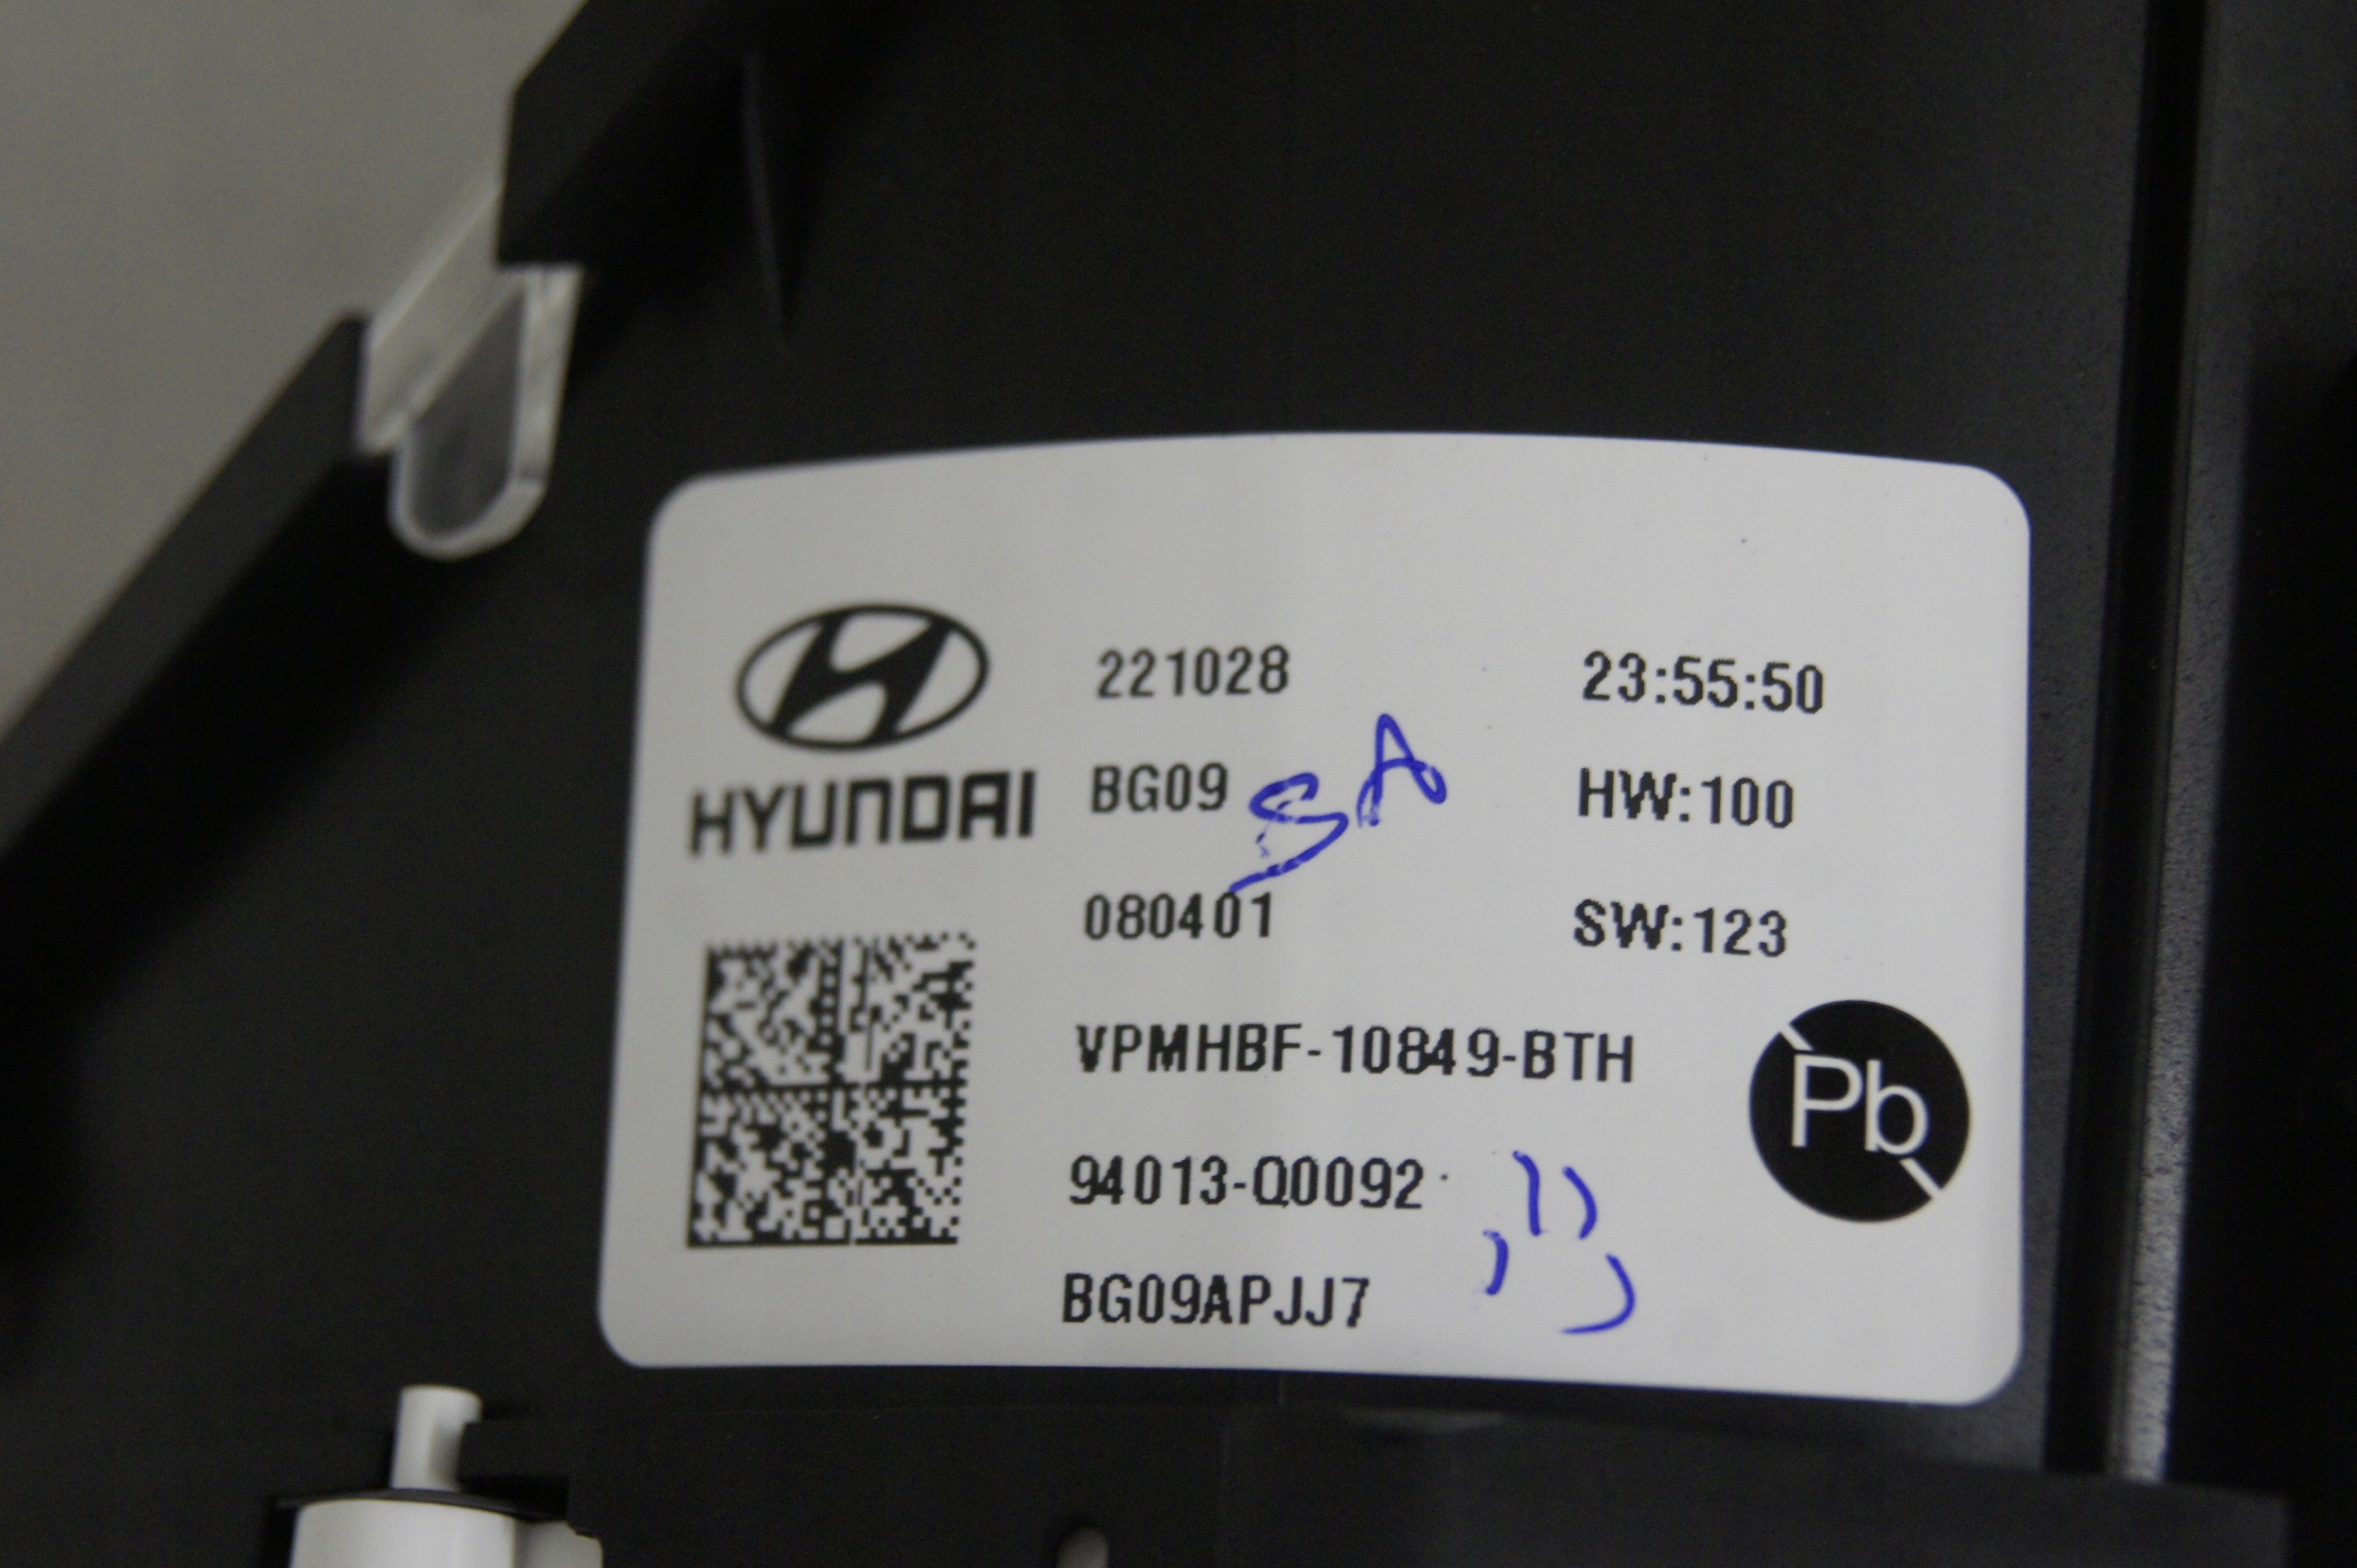 HYUNDAI
221028 23:55:50
BG09 SA HW:100
080401 SW:123
VPMHBF-10849-BTH
Pb
94013-Q0092
BG09APJJ7